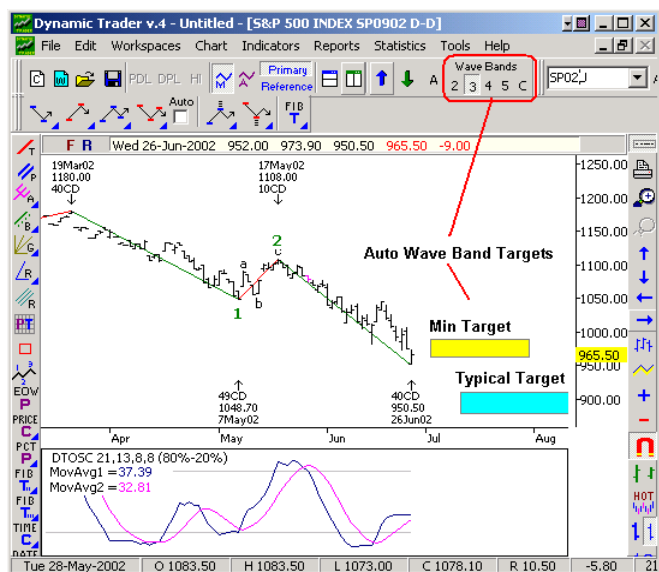 Dynamic Trader v.4 - Untitled - [S&P 500 INDEX SP0902 D-D]
File Edit Workspaces Chart Indicators Reports Statistics Tools Help
PDL DPL HI M Primary Reference A Wave Bands 2 3 4 5 C SP02'J
Auto FIB
F R Wed 26-Jun-2002 952.00 973.90 950.50 965.50 -9.00
19Mar02
1180.00
40CD
17May02
1108.00
10CD
2
a
c
b
1
Auto Wave Band Targets
Min Target
Typical Target
49CD
1048.70
7May02
40CD
950.50
26Jun02
1250.00
1200.00
1150.00
1100.00
1050.00
1000.00
965.50
950.00
900.00
Apr May Jun Jul Aug
DTOSC 21,13,8,8 (80%-20%)
MovAvg1 =37.39
MovAvg2 =32.81
T
P
A
B
G
R
R
PT
EOW
P
PRICE
C
PCT
P
FIB
T
FIB
T
TIME
C
DATE
HOT
Tue 28-May-2002 O 1083.50 H 1083.50 L 1073.00 C 1078.10 R 10.50 -5.80 21